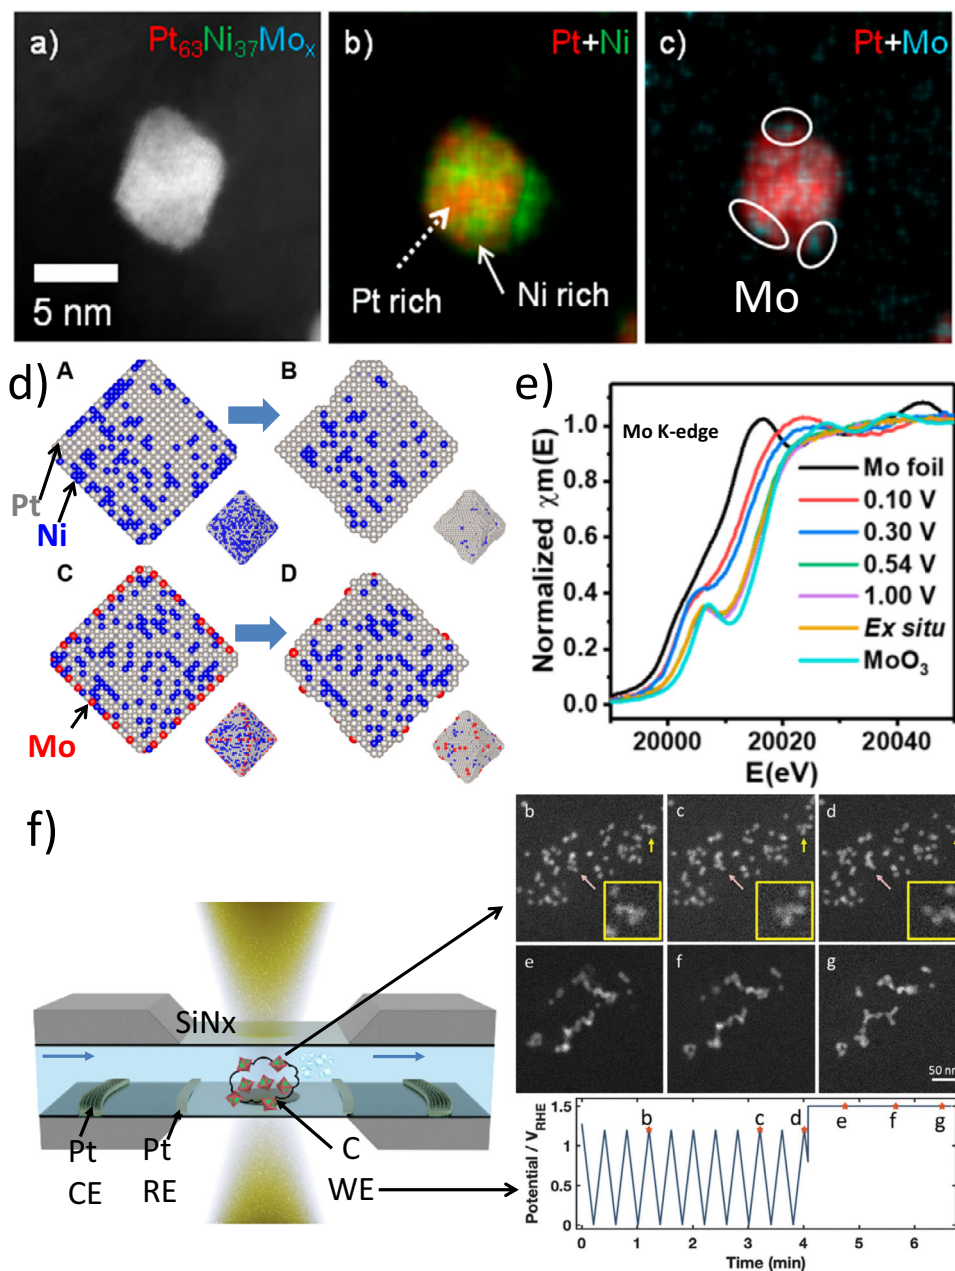 a)
Pt63Ni37Mox
5 nm
b)
Pt+Ni
Pt rich
Ni rich
c)
Pt+Mo
Mo
d)
A
B
Pt
Ni
C
D
Mo
e)
Mo K-edge
Mo foil
0.10 V
0.30 V
0.54 V
1.00 V
Ex situ
MoO3
Normalized χm(E)
1.0
0.8
0.6
0.4
0.2
0.0
20000
20020
20040
E(eV)
f)
SiNx
Pt
CE
Pt
RE
C
WE
b
c
d
e
f
g
50 nm
Potential / VRHE
1.5
1
0.5
0
b
c
d
e
f
g
0
1
2
3
4
5
6
Time (min)